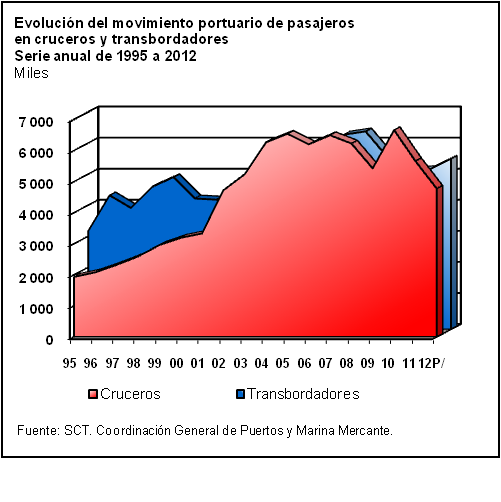 Evolución del movimiento portuario de pasajeros
en cruceros y transbordadores
Serie anual de 1995 a 2012
Miles
7 000
6 000
5 000
4 000
3 000
2 000
1 000
0
95 96 97 98 99 00 01 02 03 04 05 06 07 08 09 10 11 12P/
Cruceros Transbordadores
Fuente: SCT. Coordinación General de Puertos y Marina Mercante.